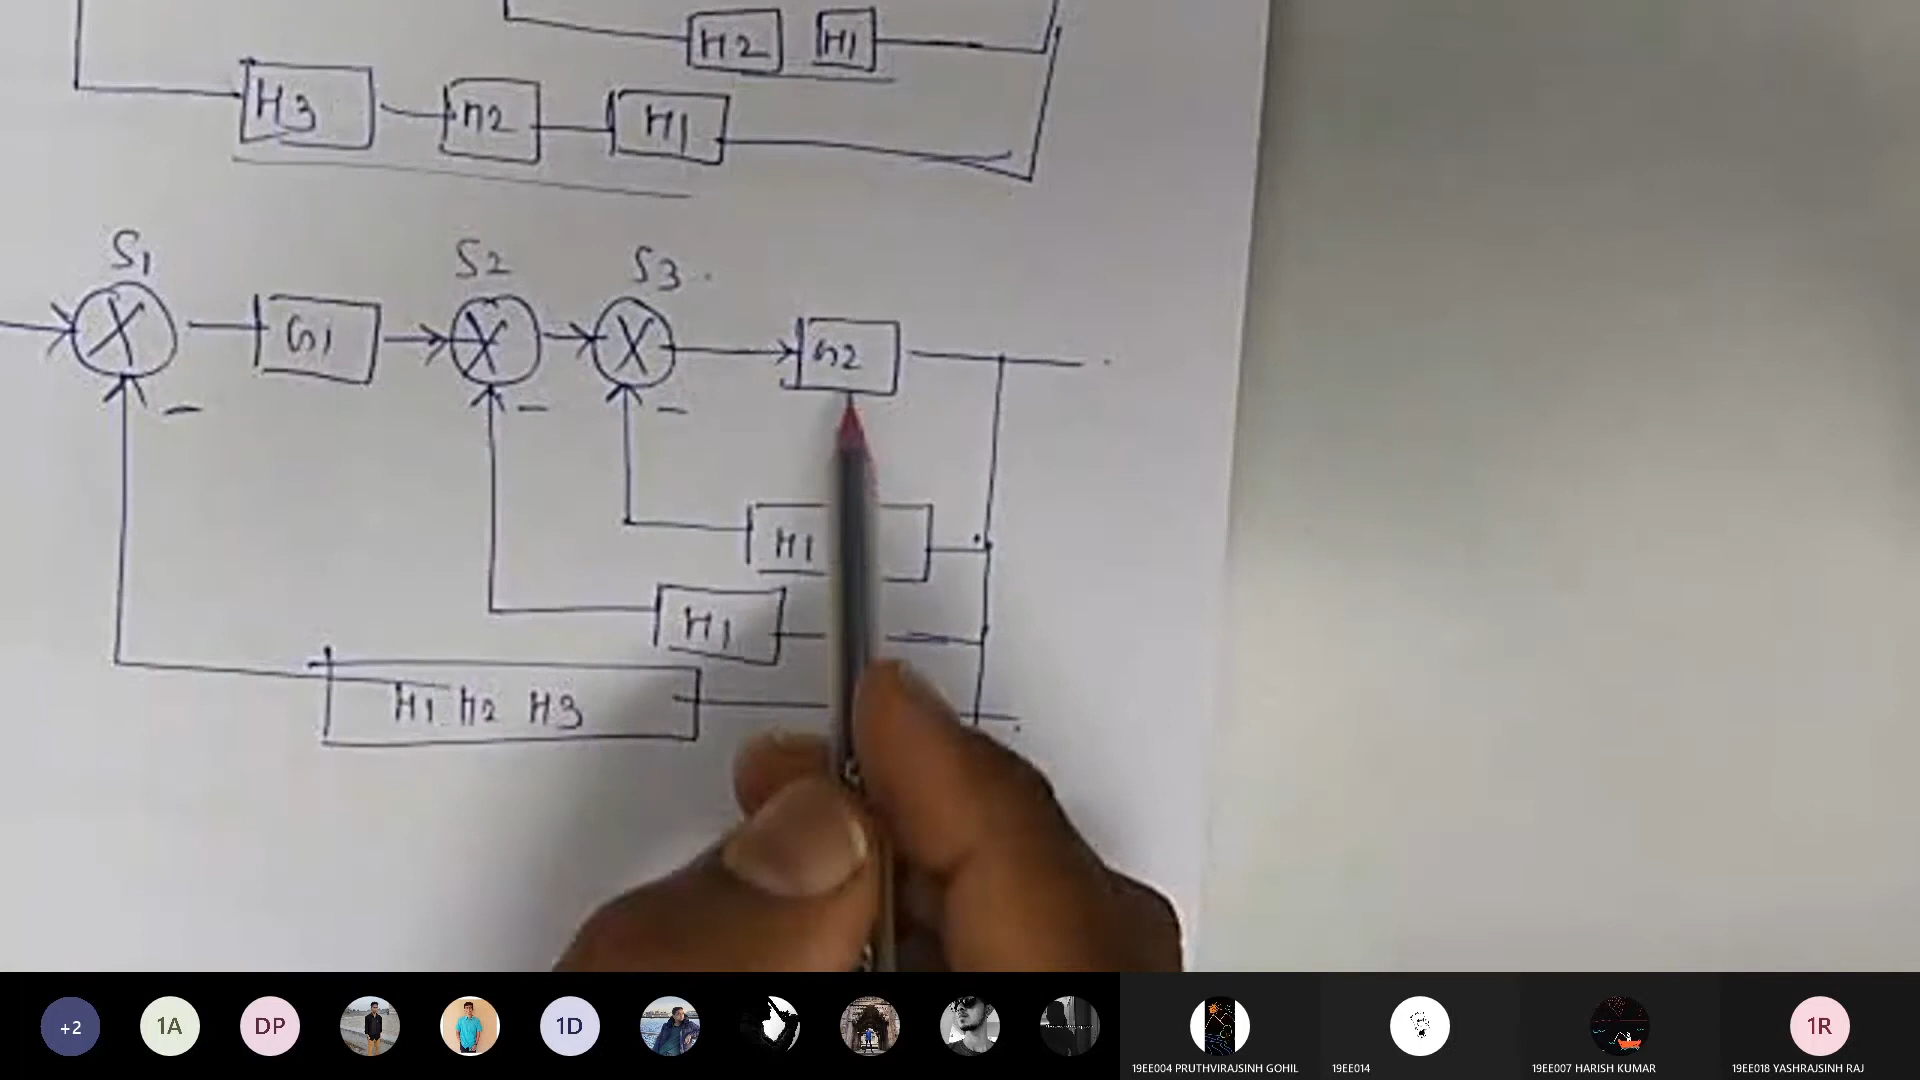 H2 H1
H3 H2 H1
S1 S2 S3
G1 G2
H1
H1
H1 H2 H3
+2 1A DP 1D 1R
19EE004 PRUTHVIRAJSINH GOHIL 19EE014 19EE007 HARISH KUMAR 19EE018 YASHRAJSINH RAJ